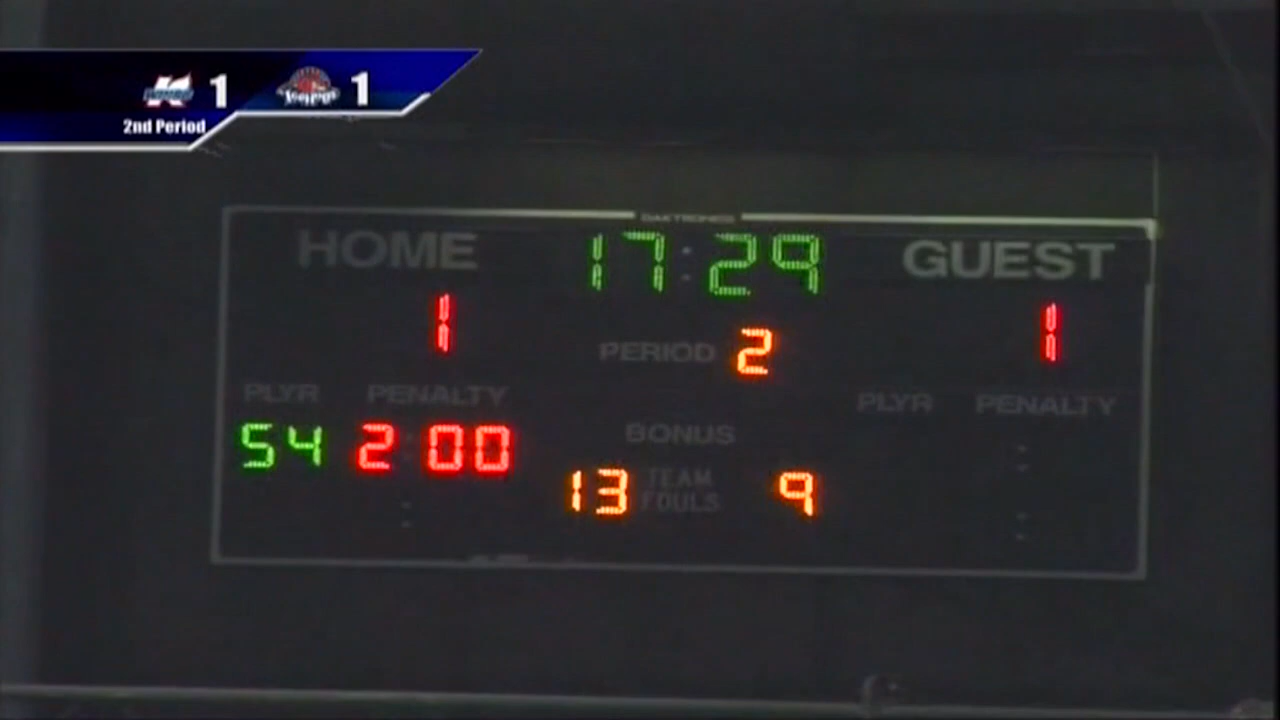 1 1
2nd Period
DAKTRONICS
HOME 17:29 GUEST
1 PERIOD 2 1
PLYR PENALTY PLYR PENALTY
54 2:00 BONUS
13 TEAM FOULS 9